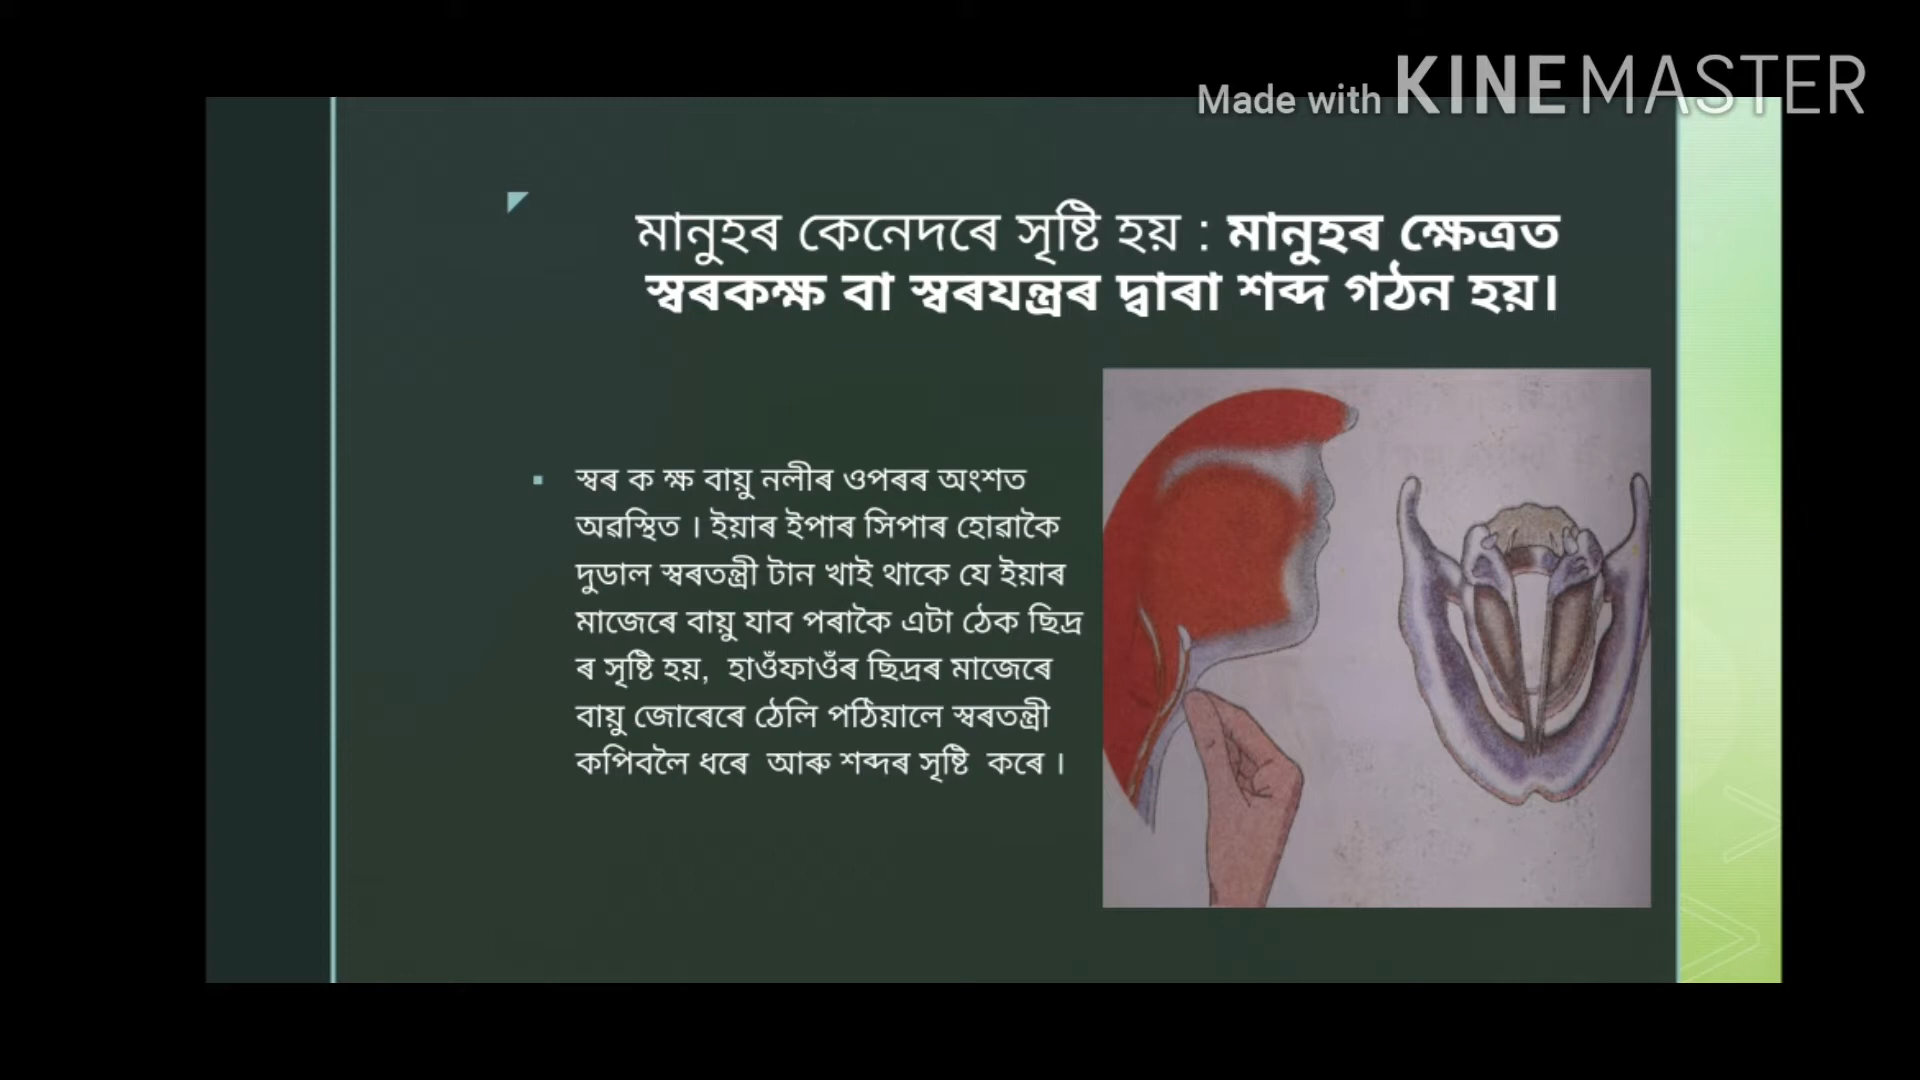 Made with KINEMASTER
মানুহৰ কেনেদৰে সৃষ্টি হয় : মানুহৰ ক্ষেত্ৰত
স্বৰকক্ষ বা স্বৰযন্ত্ৰৰ দ্বাৰা শব্দ গঠন হয়।
স্বৰ ক ক্ষ বায়ু নলীৰ ওপৰৰ অংশত
অৱস্থিত । ইয়াৰ ইপাৰ সিপাৰ হোৱাকৈ
দুডাল স্বৰতন্ত্ৰী টান খাই থাকে যে ইয়াৰ
মাজেৰে বায়ু যাব পৰাকৈ এটা ঠেক ছিদ্ৰ
ৰ সৃষ্টি হয়, হাওঁফাওঁৰ ছিদ্ৰৰ মাজেৰে
বায়ু জোৰেৰে ঠেলি পঠিয়ালে স্বৰতন্ত্ৰী
কপিবলৈ ধৰে আৰু শব্দৰ সৃষ্টি কৰে ।